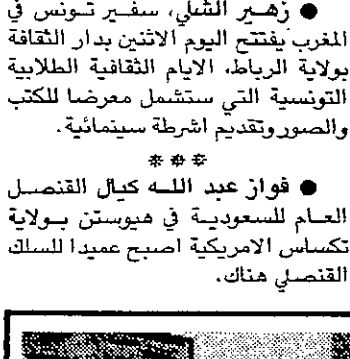 ● زهير الشلي، سفير تونس في
المغرب يفتتح اليوم الاثنين بدار الثقافة
بولاية الرباط، الايام الثقافية الطلابية
التونسية التي ستشمل معرضا للكتب
والصور وتقديم اشرطة سينمائية.
***
● فواز عبد الله كيال القنصل
العام للسعودية في هيوستن بولاية
تكساس الامريكية اصبح عميدا للسلك
القنصلي هناك.